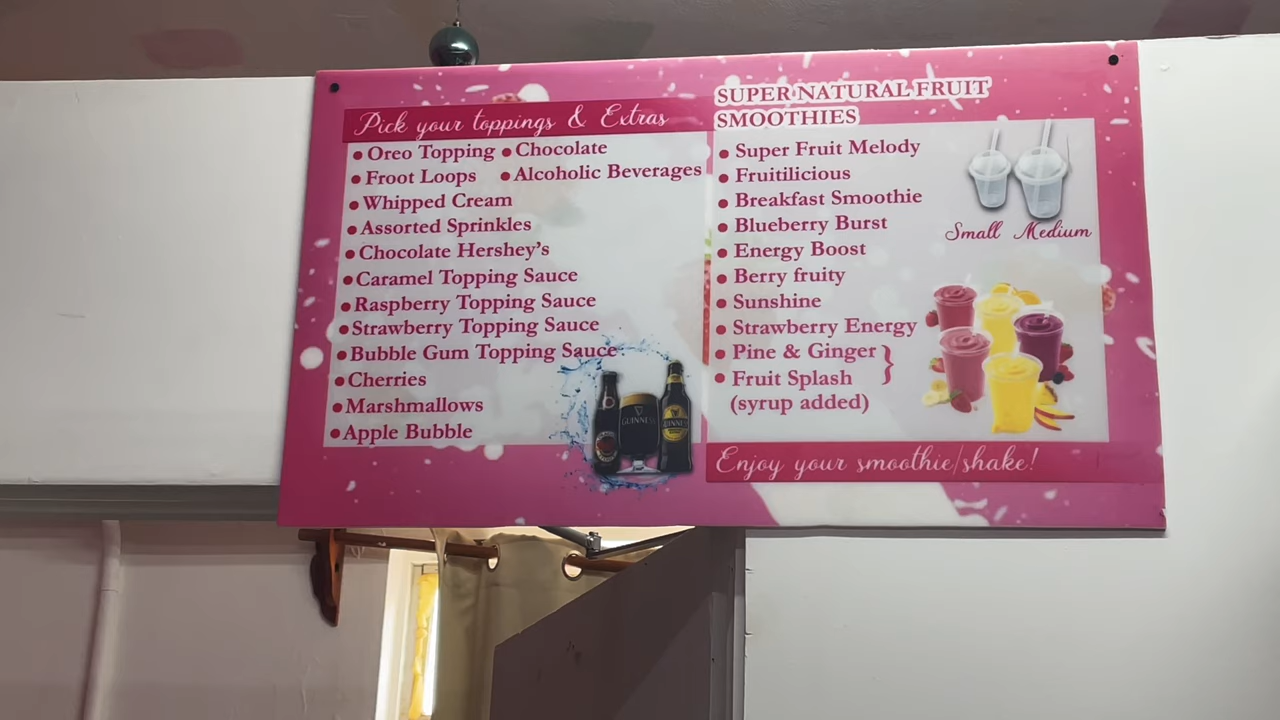 Pick your toppings & Extras
• Oreo Topping • Chocolate
• Froot Loops • Alcoholic Beverages
• Whipped Cream
• Assorted Sprinkles
• Chocolate Hershey's
• Caramel Topping Sauce
• Raspberry Topping Sauce
• Strawberry Topping Sauce
• Bubble Gum Topping Sauce
• Cherries
• Marshmallows
• Apple Bubble
GUINNESS
GUINNESS
SUPER NATURAL FRUIT
SMOOTHIES
• Super Fruit Melody
• Fruitilicious
• Breakfast Smoothie
• Blueberry Burst
• Energy Boost
• Berry fruity
• Sunshine
• Strawberry Energy
• Pine & Ginger }
• Fruit Splash
(syrup added)
Small Medium
Enjoy your smoothie/shake!